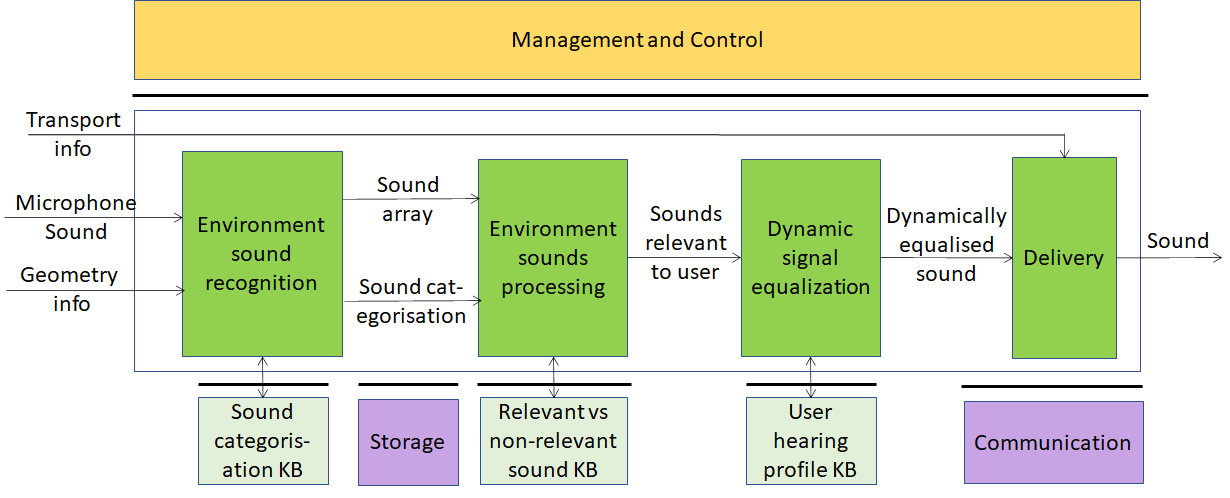 Management and Control
Transport
info
Microphone
Sound
Geometry
info
Environment
sound
recognition
Sound
array
Sound cat-
egorisation
Environment
sounds
processing
Sounds
relevant
to user
Dynamic
signal
equalization
Dynamically
equalised
sound
Delivery
Sound
Sound
categoris-
ation KB
Storage
Relevant vs
non-relevant
sound KB
User
hearing
profile KB
Communication